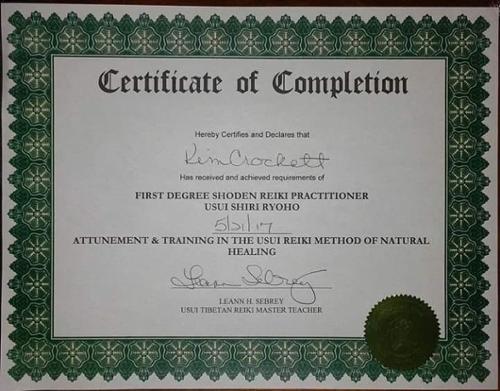 Certificate of Completion
Hereby Certifies and Declares that
Kim Crockett
Has received and achieved requirements of
FIRST DEGREE SHODEN REIKI PRACTITIONER
USUI SHIRI RYOHO
5/21/17
ATTUNEMENT & TRAINING IN THE USUI REIKI METHOD OF NATURAL
HEALING
Leann Sebrey
LEANN H. SEBREY
USUI TIBETAN REIKI MASTER TEACHER